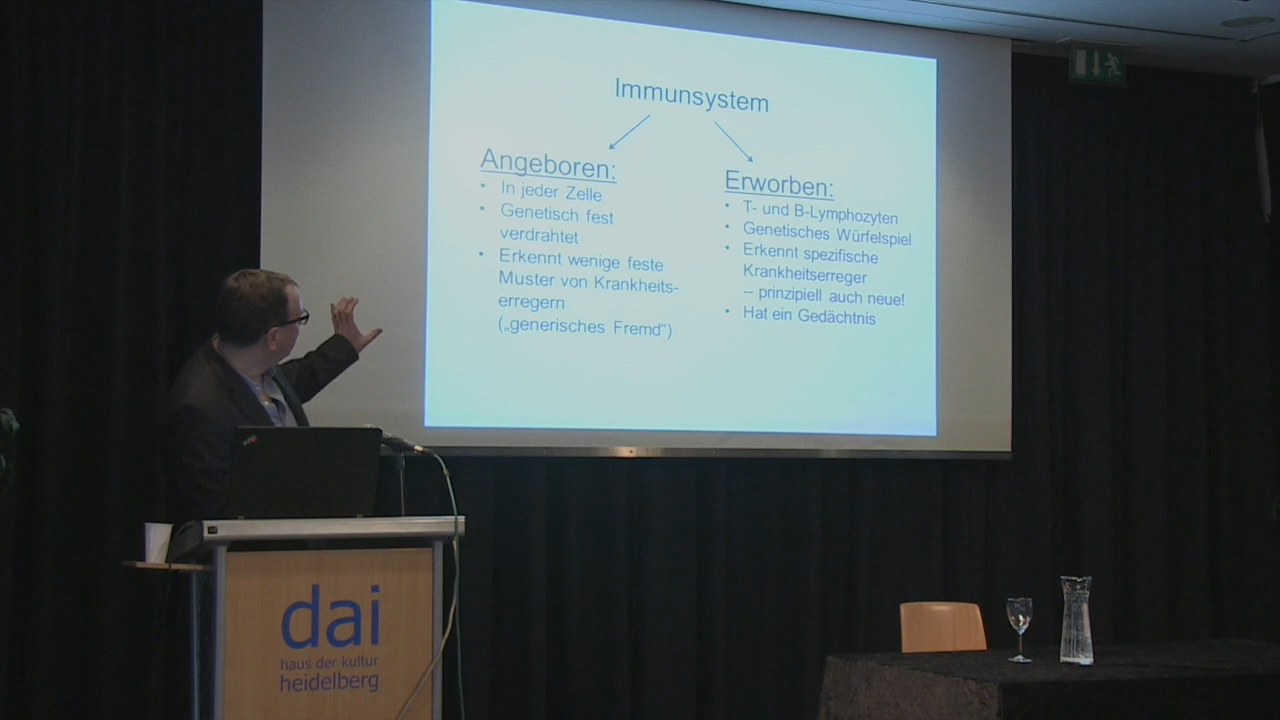 Immunsystem
Angeboren:
• In jeder Zelle
• Genetisch fest
verdrahtet
• Erkennt wenige feste
Muster von Krankheits-
erregern
(„generisches Fremd“)
Erworben:
• T- und B-Lymphozyten
• Genetisches Würfelspiel
• Erkennt spezifische
Krankheitserreger
-- prinzipiell auch neue!
• Hat ein Gedächtnis
dai
haus der kultur
heidelberg